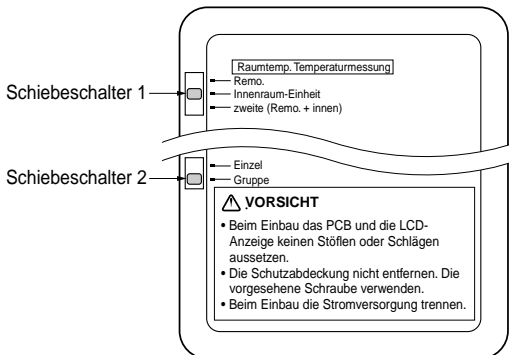 Raumtemp. Temperaturmessung
Remo.
Schiebeschalter 1
Innenraum-Einheit
zweite (Remo. + innen)
Einzel
Schiebeschalter 2
Gruppe
VORSICHT
• Beim Einbau das PCB und die LCD-
Anzeige keinen Stöflen oder Schlägen
aussetzen.
• Die Schutzabdeckung nicht entfernen. Die
vorgesehene Schraube verwenden.
• Beim Einbau die Stromversorgung trennen.